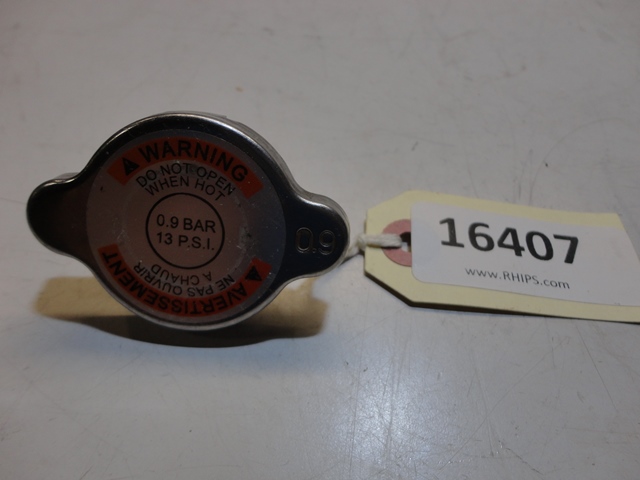 WARNING
DO NOT OPEN
WHEN HOT
0.9 BAR
13 P.S.I.
AVERTISSEMENT
NE PAS OUVRIR
A CHAUD
0.9
16407
www.RHIPS.com